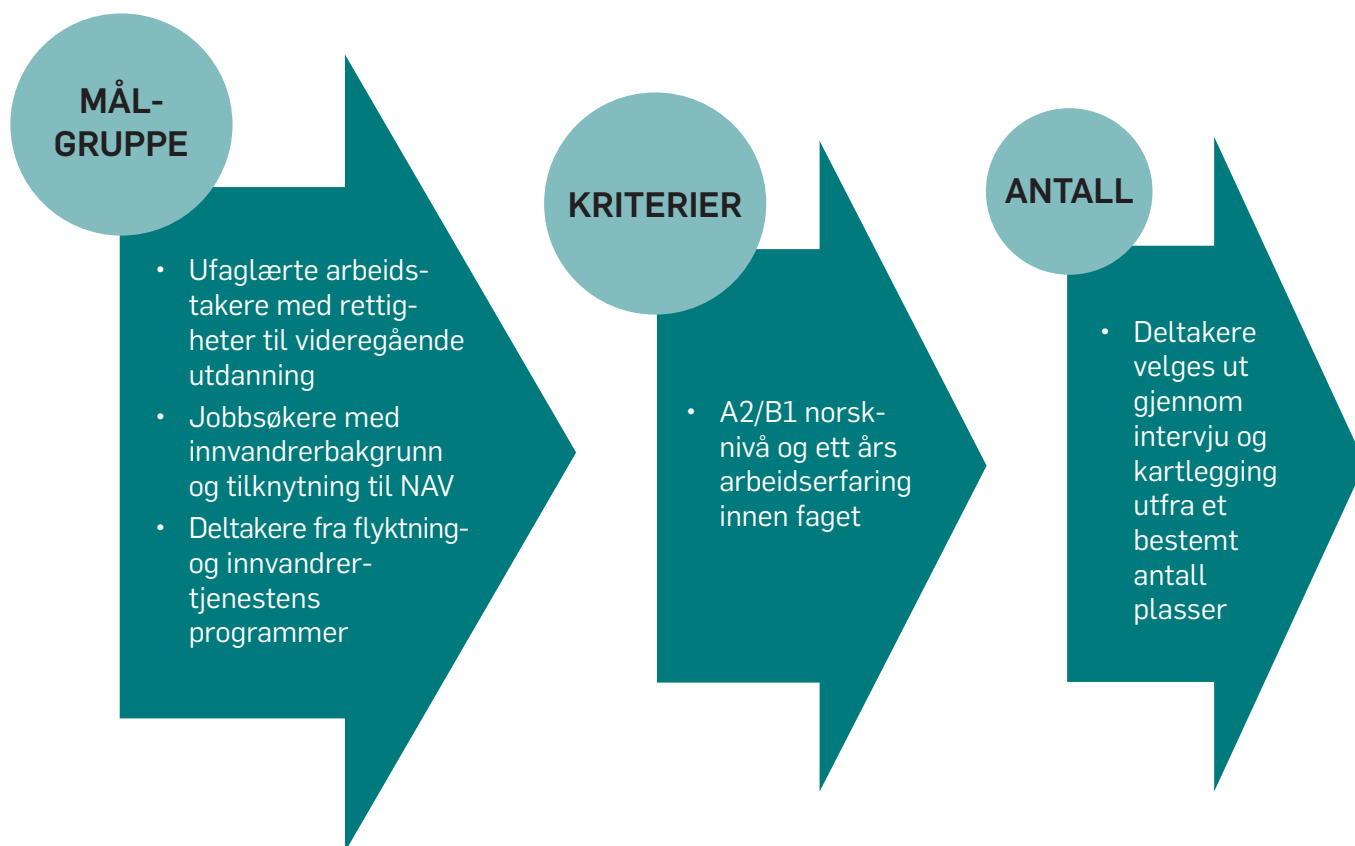 MÅL-
GRUPPE
• Ufaglærte arbeids-
takere med rettig-
heter til videregående
utdanning
• Jobbsøkere med
innvandrerbakgrunn
og tilknytning til NAV
• Deltakere fra flyktning-
og innvandrer-
tjenestens
programmer
KRITERIER
• A2/B1 norsk-
nivå og ett års
arbeidserfaring
innen faget
ANTALL
• Deltakere
velges ut
gjennom
intervju og
kartlegging
utfra et
bestemt
antall
plasser